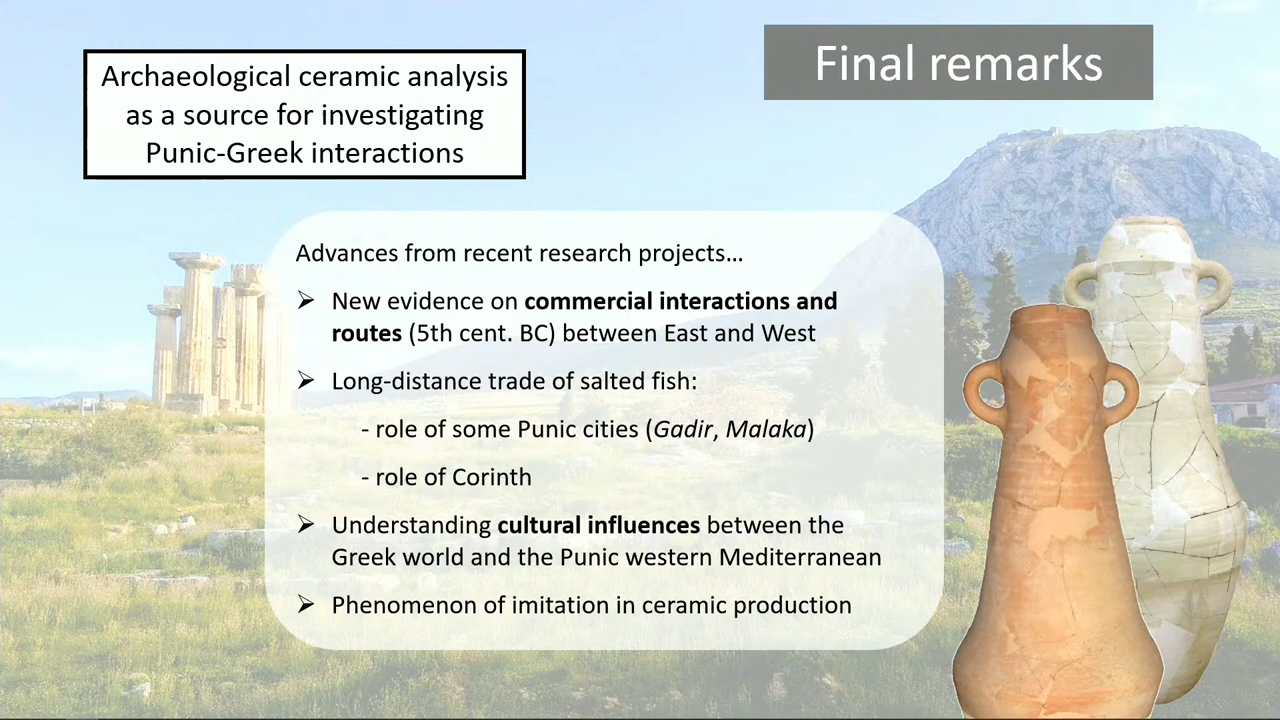 Archaeological ceramic analysis
as a source for investigating
Punic-Greek interactions
Final remarks
Advances from recent research projects…
➢ New evidence on commercial interactions and
routes (5th cent. BC) between East and West
➢ Long-distance trade of salted fish:
- role of some Punic cities (Gadir, Malaka)
- role of Corinth
➢ Understanding cultural influences between the
Greek world and the Punic western Mediterranean
➢ Phenomenon of imitation in ceramic production